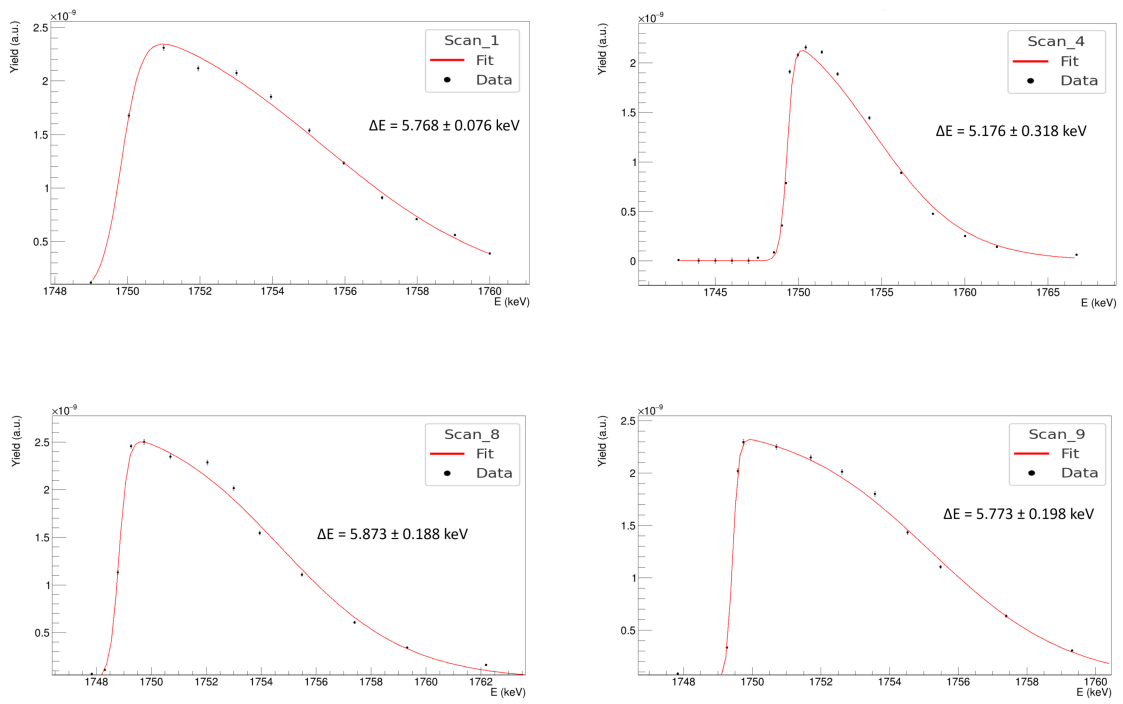 ×10⁻⁹
Yield (a.u.)
2.5
2
1.5
1
0.5
Scan_1
Fit
Data
ΔE = 5.768 ± 0.076 keV
1748 1750 1752 1754 1756 1758 1760
E (keV)
×10⁻⁹
Yield (a.u.)
2
1.5
1
0.5
0
Scan_4
Fit
Data
ΔE = 5.176 ± 0.318 keV
1745 1750 1755 1760 1765
E (keV)
×10⁻⁹
Yield (a.u.)
2.5
2
1.5
1
0.5
Scan_8
Fit
Data
ΔE = 5.873 ± 0.188 keV
1748 1750 1752 1754 1756 1758 1760 1762
E (keV)
×10⁻⁹
Yield (a.u.)
2.5
2
1.5
1
0.5
Scan_9
Fit
Data
ΔE = 5.773 ± 0.198 keV
1748 1750 1752 1754 1756 1758 1760
E (keV)